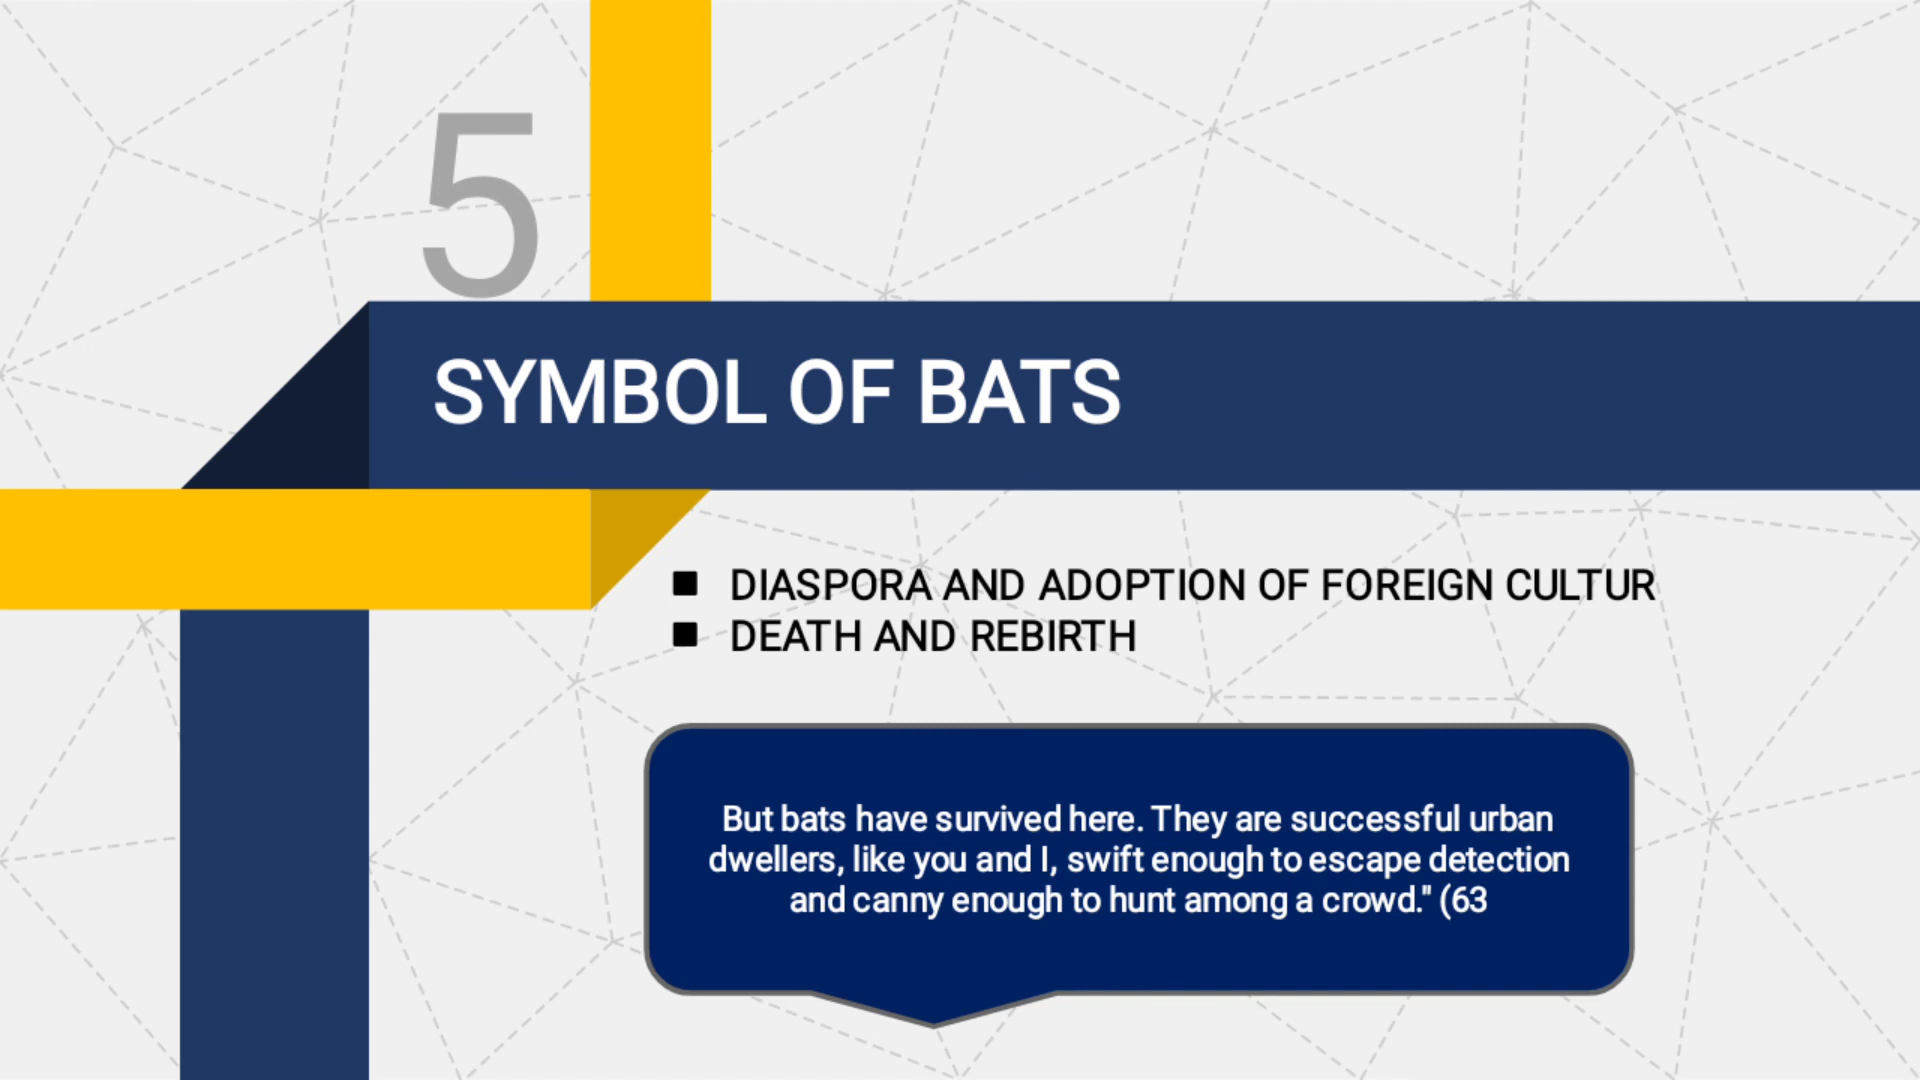 5
SYMBOL OF BATS
■ DIASPORA AND ADOPTION OF FOREIGN CULTUR
■ DEATH AND REBIRTH
But bats have survived here. They are successful urban
dwellers, like you and I, swift enough to escape detection
and canny enough to hunt among a crowd." (63